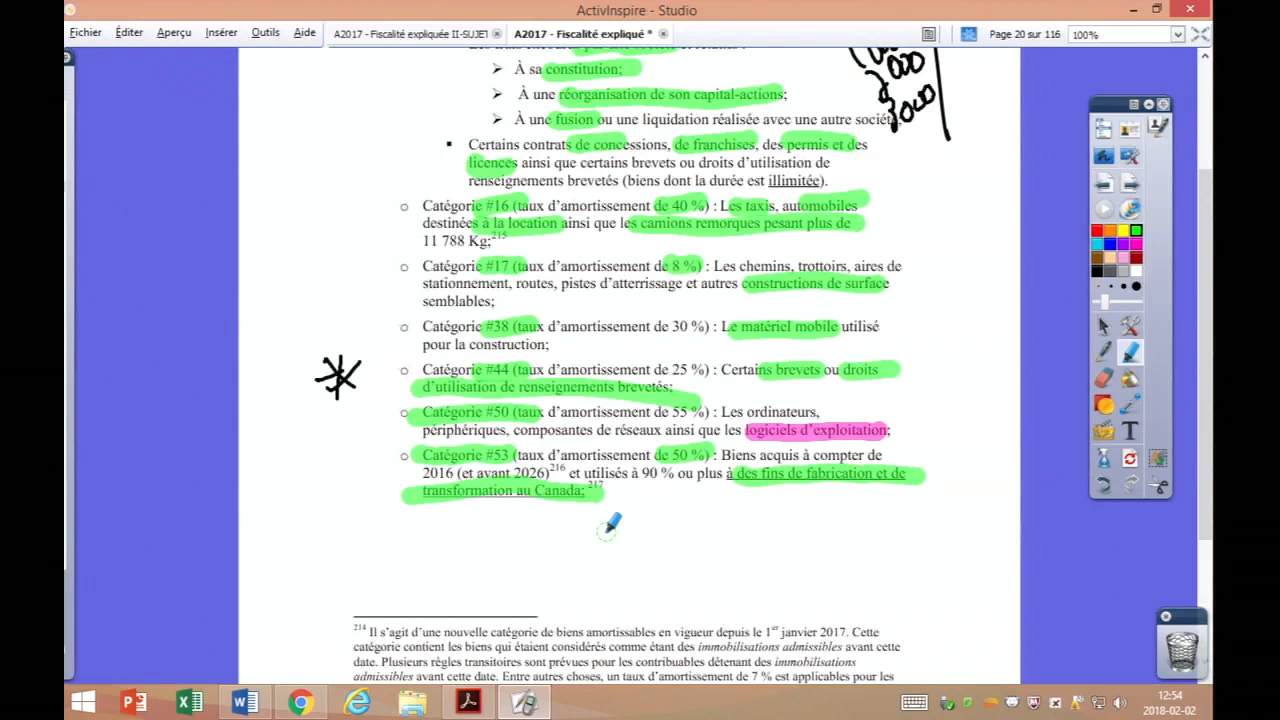 ActivInspire - Studio
Fichier Éditer Aperçu Insérer Outils Aide
A2017 - Fiscalité expliquée II-SUJET
A2017 - Fiscalité expliqué *
Page 20 sur 116
100%
À sa constitution;
À une réorganisation de son capital-actions;
À une fusion ou une liquidation réalisée avec une autre société;
000
000
Certains contrats de concessions, de franchises, des permis et des
licences ainsi que certains brevets ou droits d'utilisation de
renseignements brevetés (biens dont la durée est illimitée).
Catégorie #16 (taux d'amortissement de 40 %) : Les taxis, automobiles
destinées à la location ainsi que les camions remorques pesant plus de
11 788 Kg;215
Catégorie #17 (taux d'amortissement de 8 %) : Les chemins, trottoirs, aires de
stationnement, routes, pistes d'atterrissage et autres constructions de surface
semblables;
Catégorie #38 (taux d'amortissement de 30 %) : Le matériel mobile utilisé
pour la construction;
Catégorie #44 (taux d'amortissement de 25 %) : Certains brevets ou droits
d'utilisation de renseignements brevetés;
Catégorie #50 (taux d'amortissement de 55 %) : Les ordinateurs,
périphériques, composantes de réseaux ainsi que les logiciels d'exploitation;
Catégorie #53 (taux d'amortissement de 50 %) : Biens acquis à compter de
2016 (et avant 2026)216 et utilisés à 90 % ou plus à des fins de fabrication et de
transformation au Canada;217
214 Il s'agit d'une nouvelle catégorie de biens amortissables en vigueur depuis le 1er janvier 2017. Cette
catégorie contient les biens qui étaient considérés comme étant des immobilisations admissibles avant cette
date. Plusieurs règles transitoires sont prévues pour les contribuables détenant des immobilisations
admissibles avant cette date. Entre autres choses, un taux d'amortissement de 7 % est applicables pour les
12:54
2018-02-02